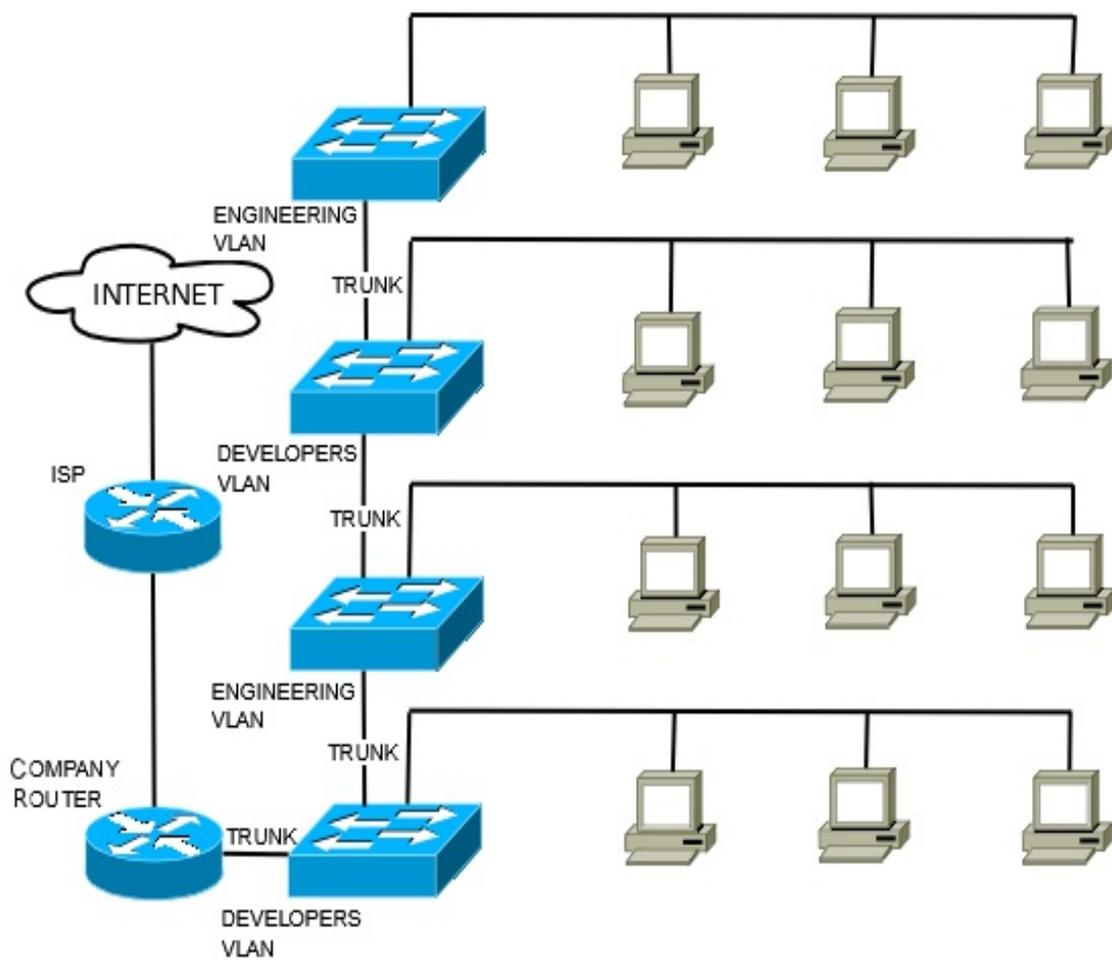 ENGINEERING
VLAN
TRUNK
INTERNET
DEVELOPERS
VLAN
ISP
TRUNK
ENGINEERING
VLAN
TRUNK
COMPANY
ROUTER
TRUNK
DEVELOPERS
VLAN